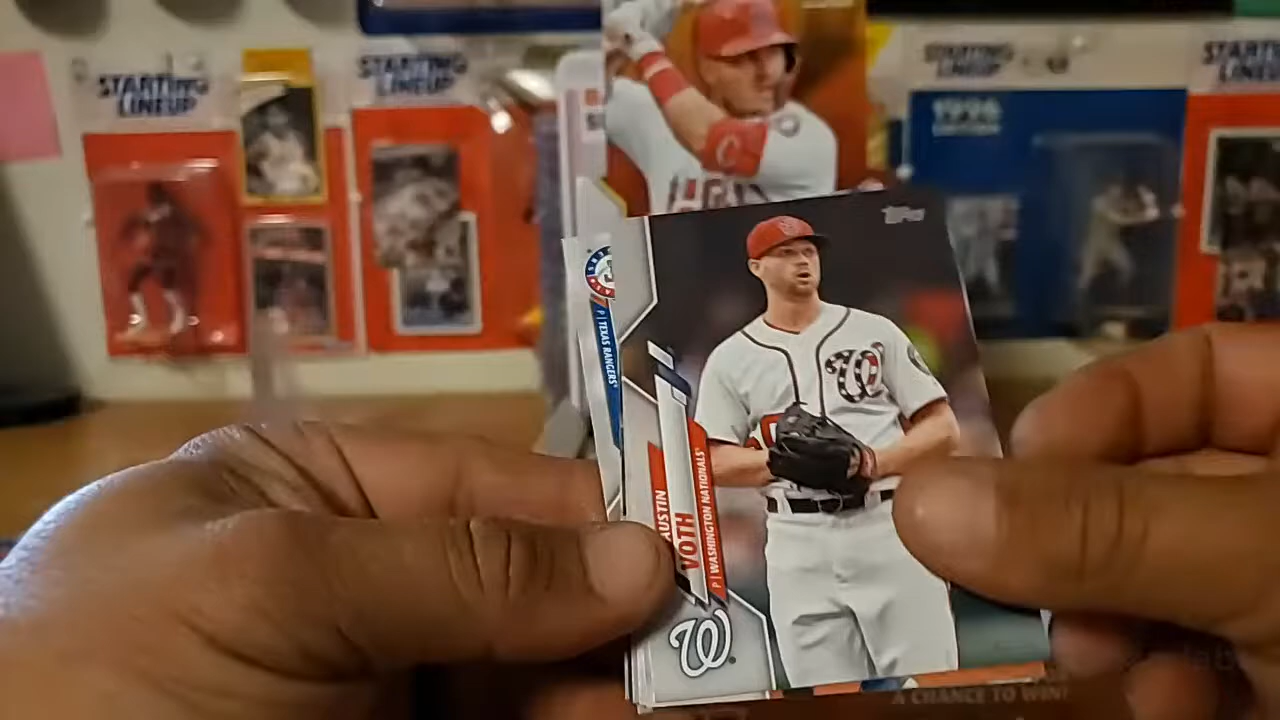 STARTING
LINEUP
STARTING
LINEUP
STARTING
LINEUP
STARTING
LINEUP
1996
Topps
P | TEXAS RANGERS
AUSTIN
VOTH
P | WASHINGTON NATIONALS
W
A CHANCE TO WIN!